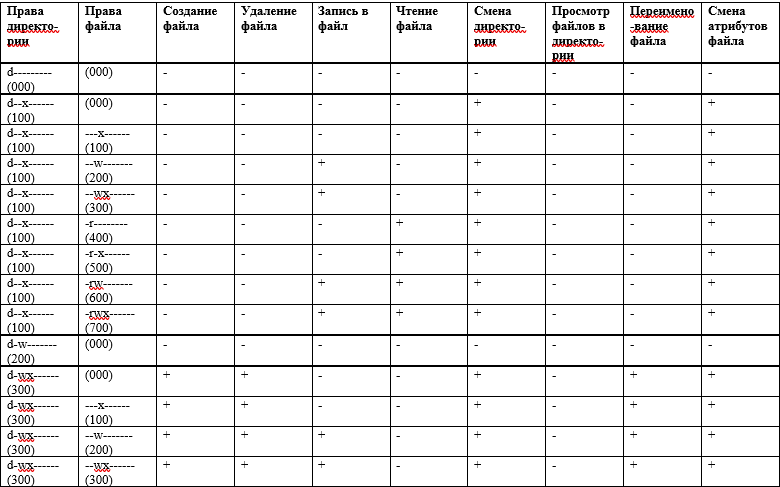 Права директо-рии | Права файла | Создание файла | Удаление файла | Запись в файл | Чтение файла | Смена директо-рии | Просмотр файлов в директо-рии | Переимено-вание файла | Смена атрибутов файла
d--------- (000) | (000) | - | - | - | - | - | - | - | -
d--x------ (100) | (000) | - | - | - | - | + | - | - | +
d--x------ (100) | ---x------ (100) | - | - | - | - | + | - | - | +
d--x------ (100) | --w------- (200) | - | - | + | - | + | - | - | +
d--x------ (100) | --wx------ (300) | - | - | + | - | + | - | - | +
d--x------ (100) | -r-------- (400) | - | - | - | + | + | - | - | +
d--x------ (100) | -r-x------ (500) | - | - | - | + | + | - | - | +
d--x------ (100) | -rw------- (600) | - | - | + | + | + | - | - | +
d--x------ (100) | -rwx------ (700) | - | - | + | + | + | - | - | +
d-w------- (200) | (000) | - | - | - | - | - | - | - | -
d-wx------ (300) | (000) | + | + | - | - | + | - | + | +
d-wx------ (300) | ---x------ (100) | + | + | - | - | + | - | + | +
d-wx------ (300) | --w------- (200) | + | + | + | - | + | - | + | +
d-wx------ (300) | --wx------ (300) | + | + | + | - | + | - | + | +